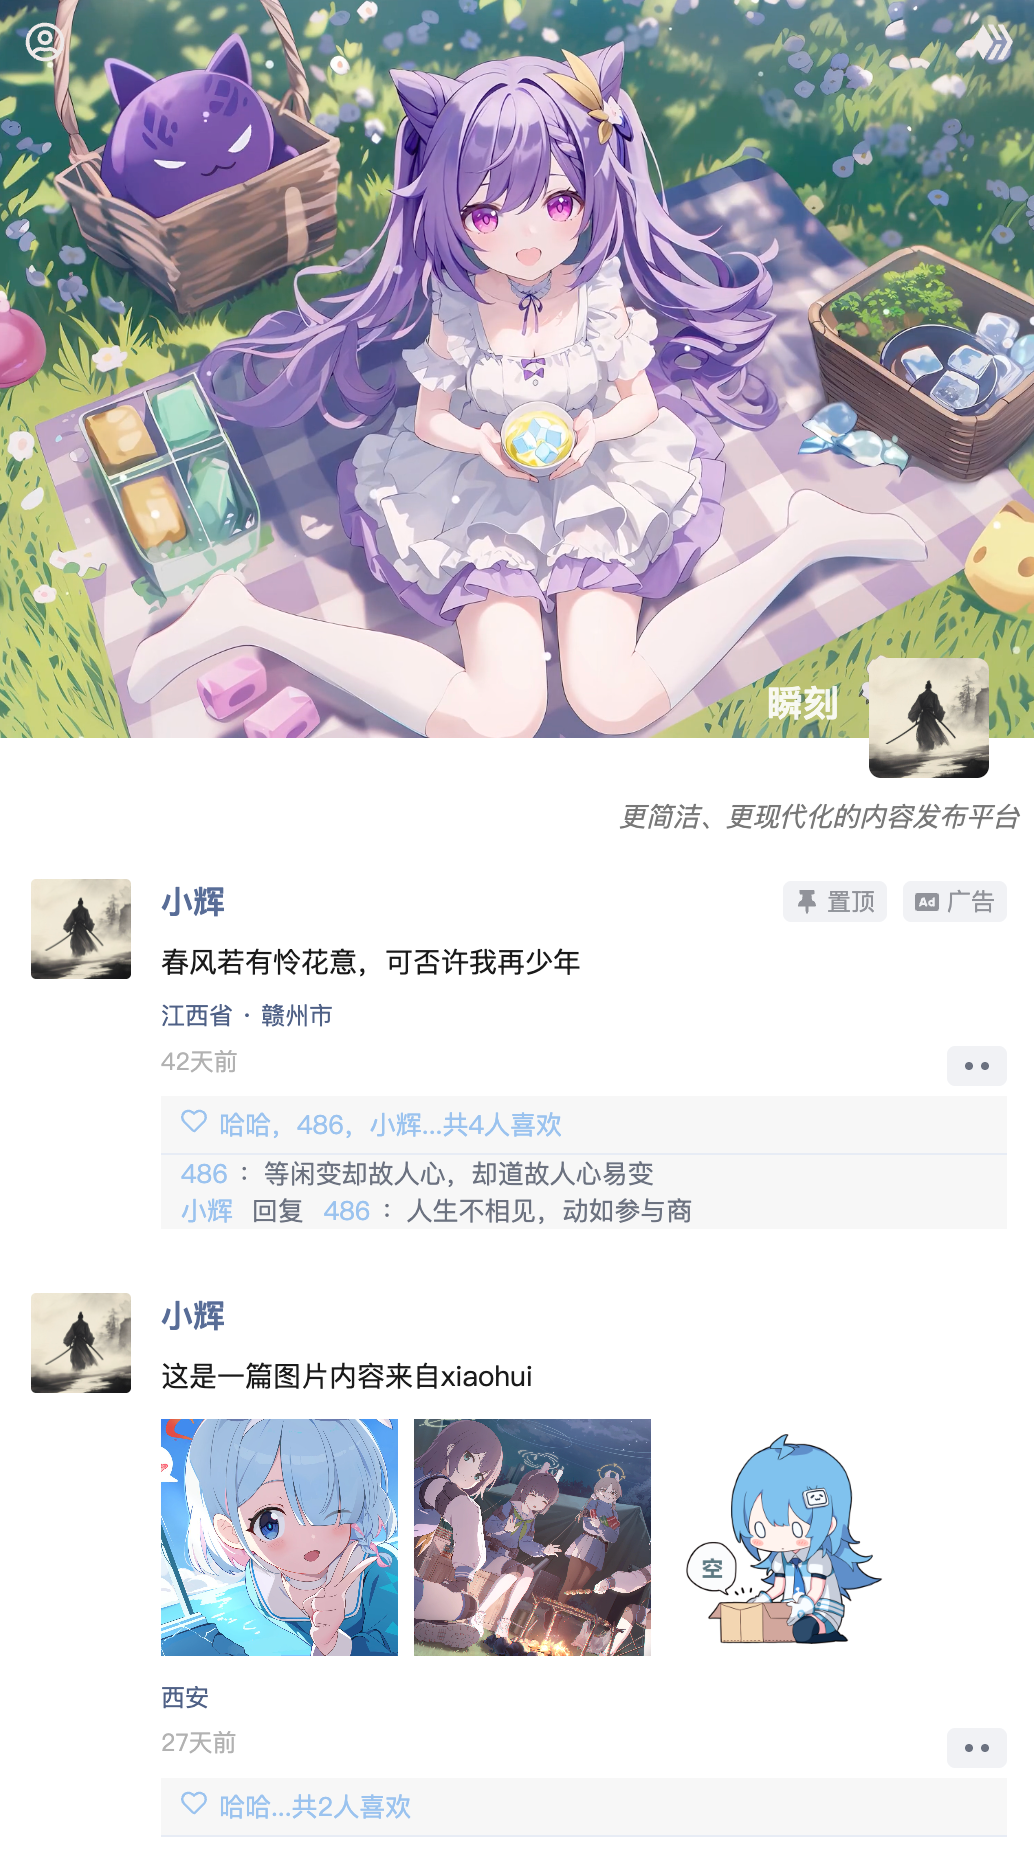 瞬刻
更简洁、更现代化的内容发布平台
小辉
置顶
Ad 广告
春风若有怜花意，可否许我再少年
江西省 · 赣州市
42天前
哈哈，486，小辉...共4人喜欢
486 ： 等闲变却故人心，却道故人心易变
小辉 回复 486 ： 人生不相见，动如参与商
小辉
这是一篇图片内容来自xiaohui
空
西安
27天前
哈哈...共2人喜欢